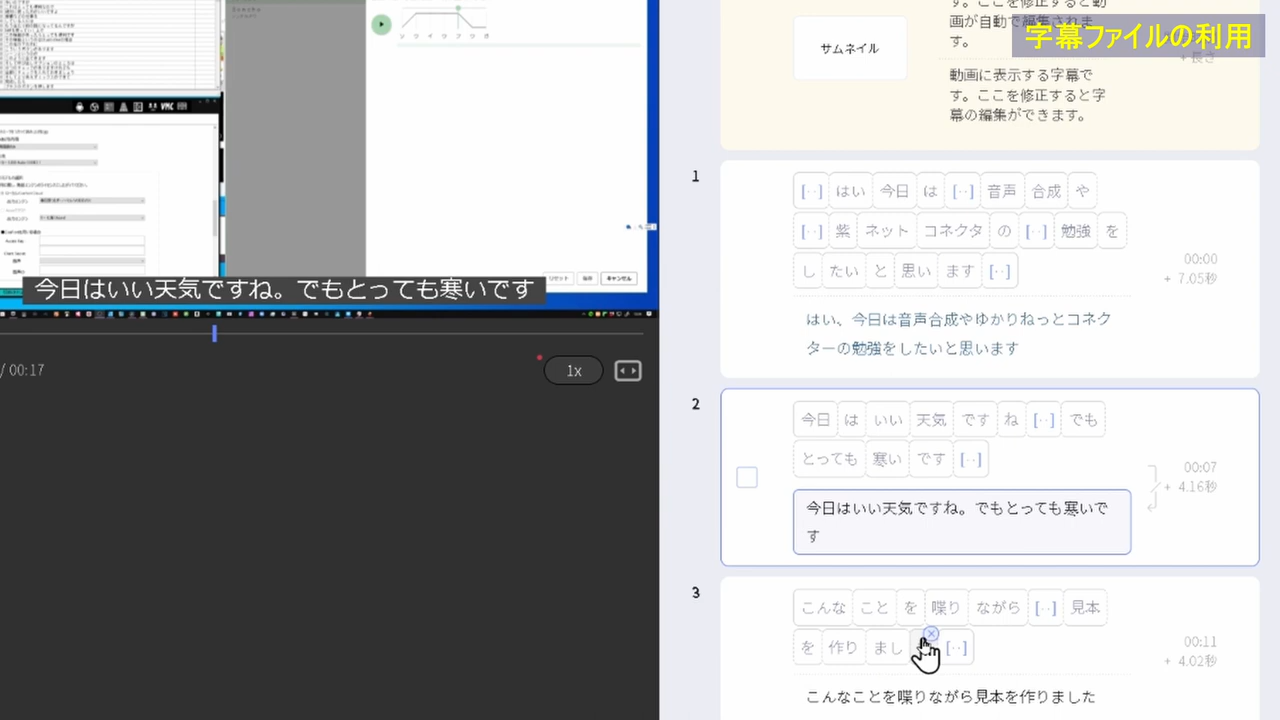 す。ここを修正すると動
画が自動で編集されま
す。
字幕ファイルの利用
+ 長さ
サムネイル
動画に表示する字幕で
す。ここを修正すると字
幕の編集ができます。
1
[··] はい 今日 は [··] 音声 合成 や
[··] 紫 ネット コネクタ の [··] 勉強 を
し たい と 思い ます [··]
00:00
+ 7.05秒
はい、今日は音声合成やゆかりねっとコネク
ターの勉強をしたいと思います
キャンセル
今日はいい天気ですね。でもとっても寒いです
/ 00:17
1x
2
今日 は いい 天気 です ね [··] でも
とっても 寒い です [··]
00:07
+ 4.16秒
今日はいい天気ですね。でもとっても寒いで
す
3
こんな こと を 喋り ながら [··] 見本
を 作り まし [··]
00:11
+ 4.02秒
こんなことを喋りながら見本を作りました